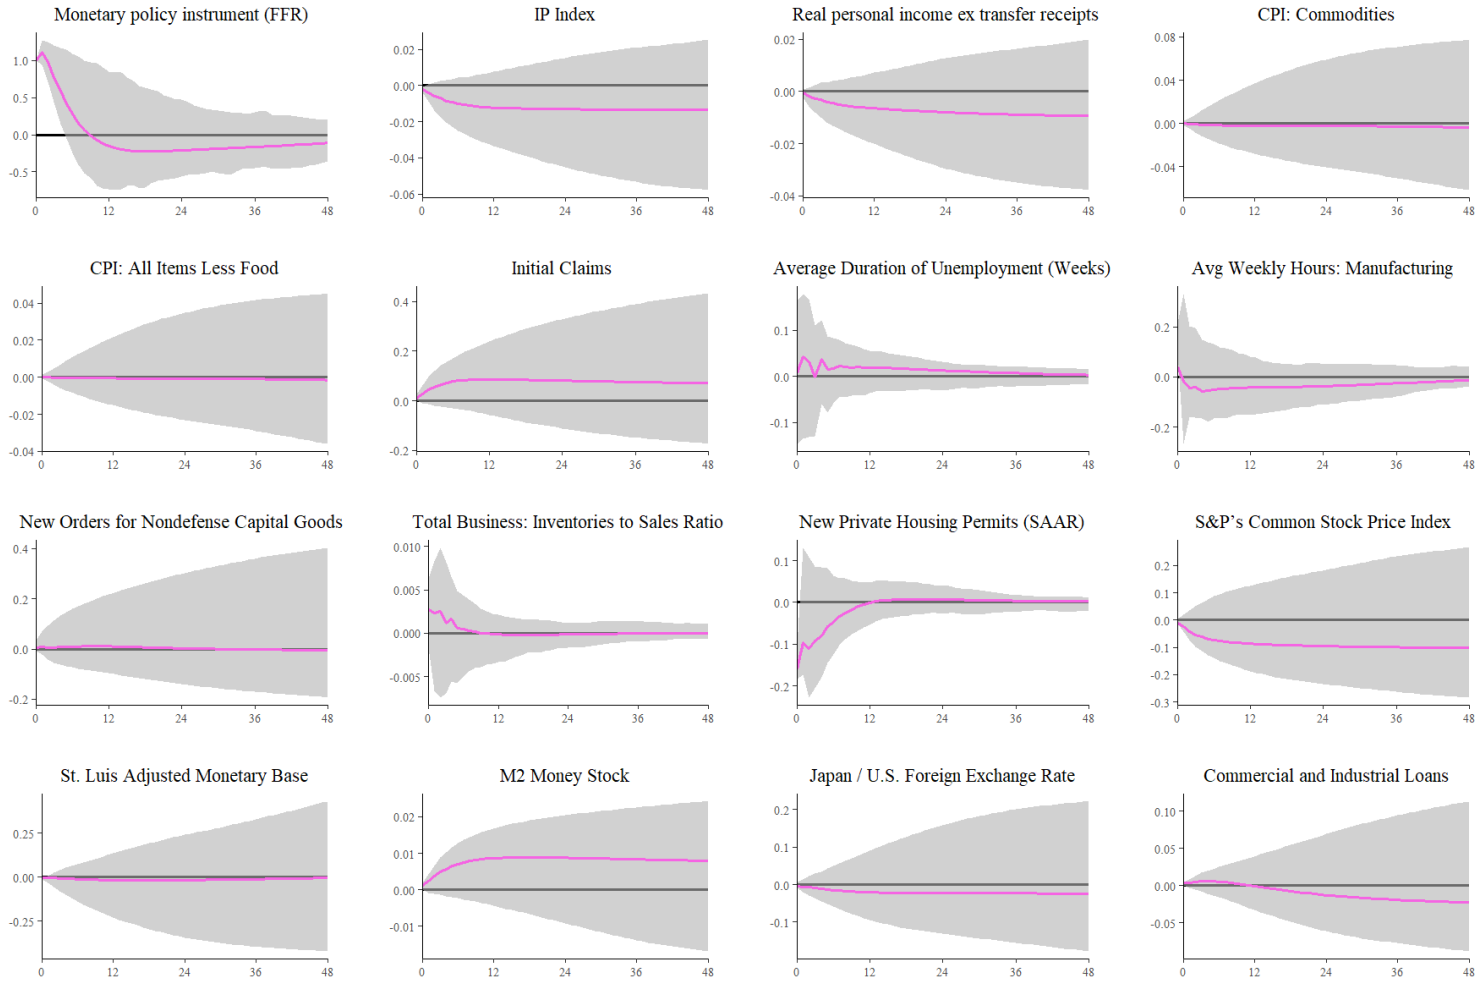 Monetary policy instrument (FFR)
1.0
0.5
0.0
-0.5
0 12 24 36 48
IP Index
0.02
0.00
-0.02
-0.04
-0.06
0 12 24 36 48
Real personal income ex transfer receipts
0.02
0.00
-0.02
-0.04
0 12 24 36 48
CPI: Commodities
0.08
0.04
0.00
-0.04
0 12 24 36 48
CPI: All Items Less Food
0.04
0.02
0.00
-0.02
-0.04
0 12 24 36 48
Initial Claims
0.4
0.2
0.0
-0.2
0 12 24 36 48
Average Duration of Unemployment (Weeks)
0.1
0.0
-0.1
0 12 24 36 48
Avg Weekly Hours: Manufacturing
0.2
0.0
-0.2
0 12 24 36 48
New Orders for Nondefense Capital Goods
0.4
0.2
0.0
-0.2
0 12 24 36 48
Total Business: Inventories to Sales Ratio
0.010
0.005
0.000
-0.005
0 12 24 36 48
New Private Housing Permits (SAAR)
0.1
0.0
-0.1
-0.2
0 12 24 36 48
S&P’s Common Stock Price Index
0.2
0.1
0.0
-0.1
-0.2
-0.3
0 12 24 36 48
St. Luis Adjusted Monetary Base
0.25
0.00
-0.25
0 12 24 36 48
M2 Money Stock
0.02
0.01
0.00
-0.01
0 12 24 36 48
Japan / U.S. Foreign Exchange Rate
0.2
0.1
0.0
-0.1
0 12 24 36 48
Commercial and Industrial Loans
0.10
0.05
0.00
-0.05
0 12 24 36 48